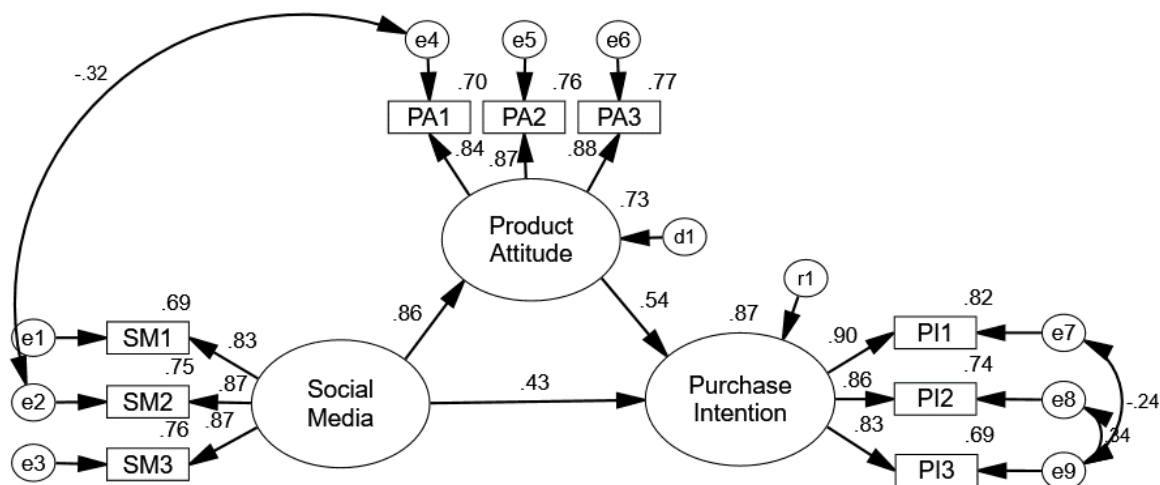 e4
e5
e6
-.32
.70
.76
.77
PA1
PA2
PA3
.84
.87
.88
Product
Attitude
.73
d1
r1
.86
.54
.87
.69
e1
SM1
.83
.75
e2
SM2
.87
.76
.87
e3
SM3
Social
Media
.43
Purchase
Intention
.82
.90
PI1
e7
.74
.86
PI2
e8
-.24
.34
.83
.69
PI3
e9